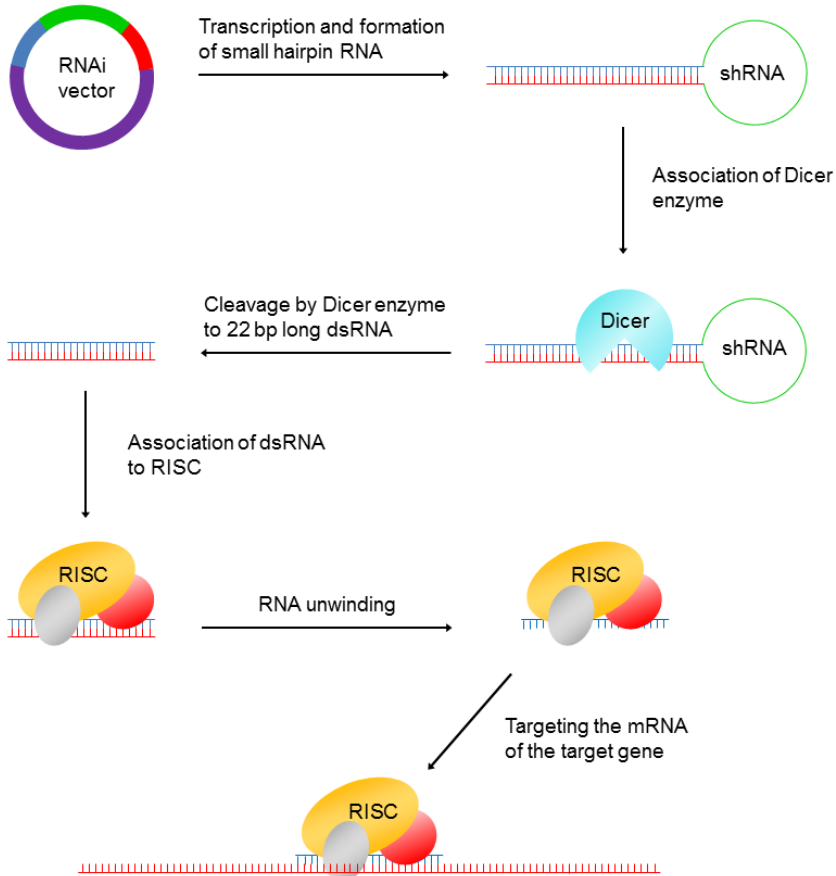 RNAi
vector
Transcription and formation
of small hairpin RNA
shRNA
Association of Dicer
enzyme
Dicer
shRNA
Cleavage by Dicer enzyme
to 22 bp long dsRNA
Association of dsRNA
to RISC
RISC
RNA unwinding
RISC
Targeting the mRNA
of the target gene
RISC